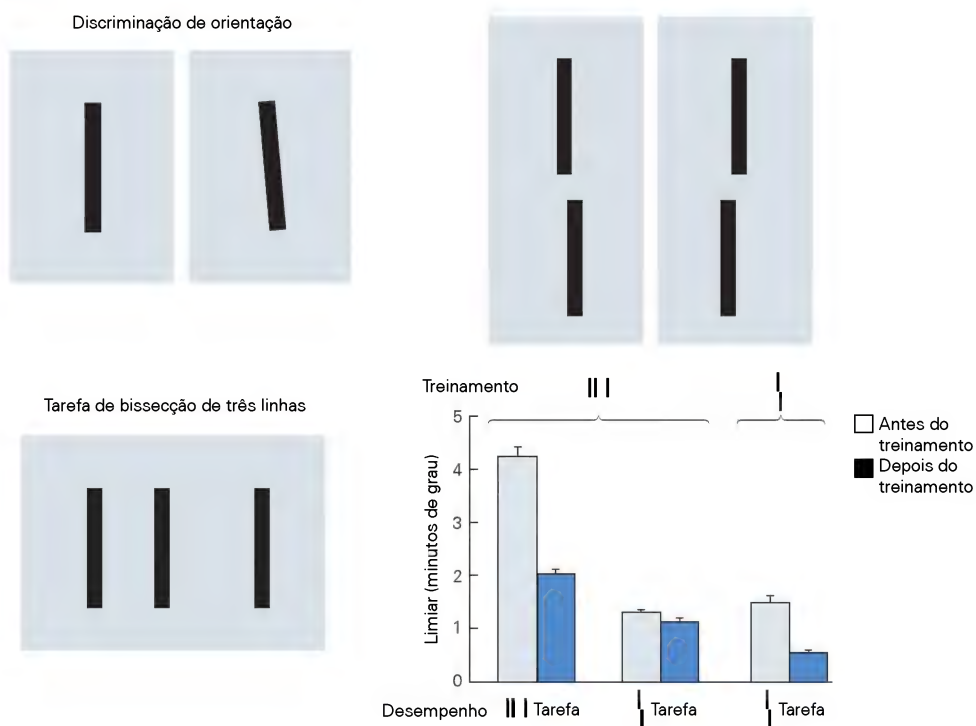 Discriminação de orientação
Tarefa de bissecção de três linhas
Treinamento
5
4
3
2
1
0
Limiar (minutos de grau)
Antes do
treinamento
Depois do
treinamento
Desempenho
Tarefa
Tarefa
Tarefa